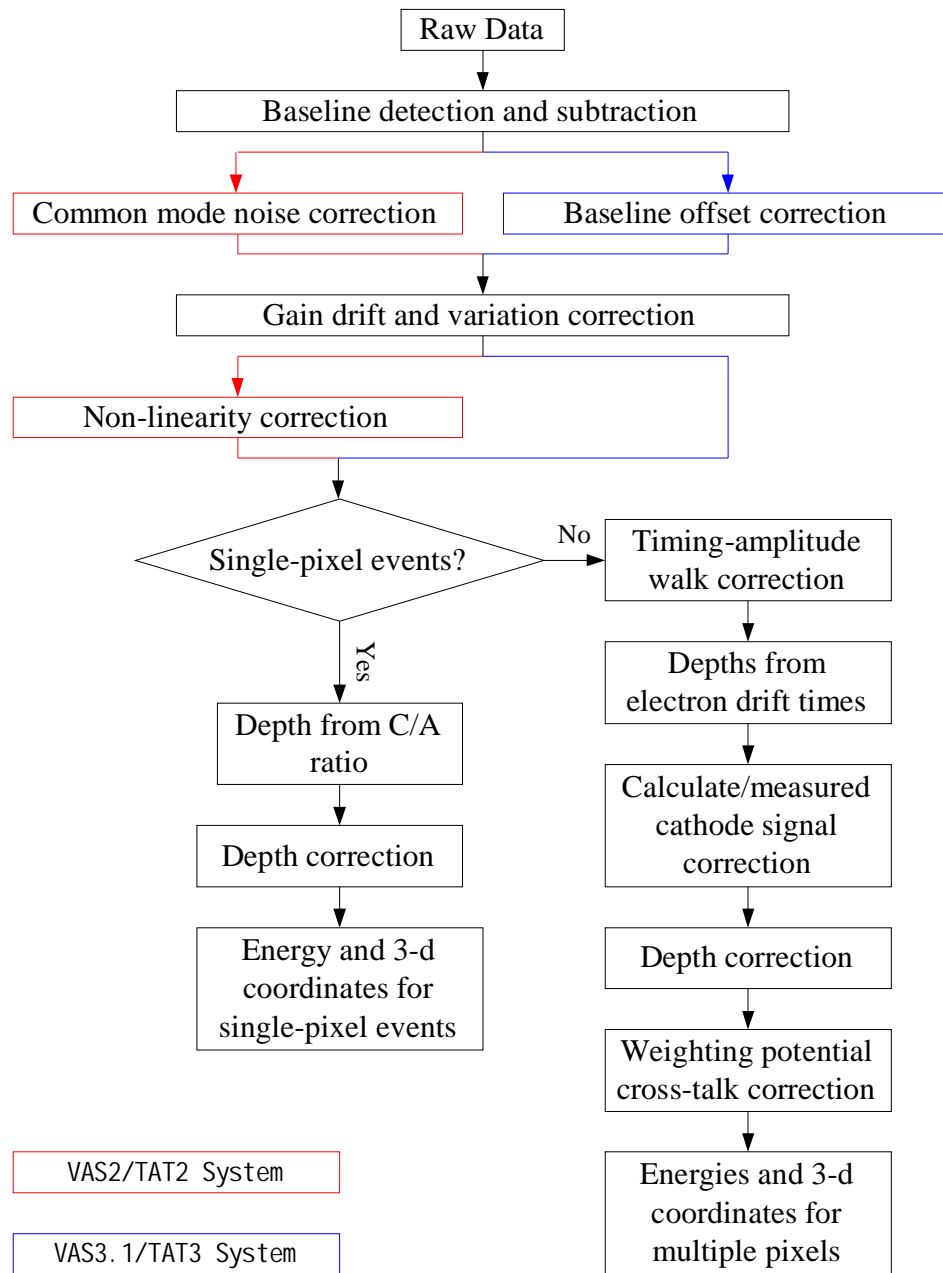 Raw Data
Baseline detection and subtraction
Common mode noise correction
Baseline offset correction
Gain drift and variation correction
Non-linearity correction
Single-pixel events?
No
Yes
Timing-amplitude
walk correction
Depths from
electron drift times
Calculate/measured
cathode signal
correction
Depth correction
Weighting potential
cross-talk correction
Energies and 3-d
coordinates for
multiple pixels
Depth from C/A
ratio
Depth correction
Energy and 3-d
coordinates for
single-pixel events
VAS2/TAT2 System
VAS3.1/TAT3 System